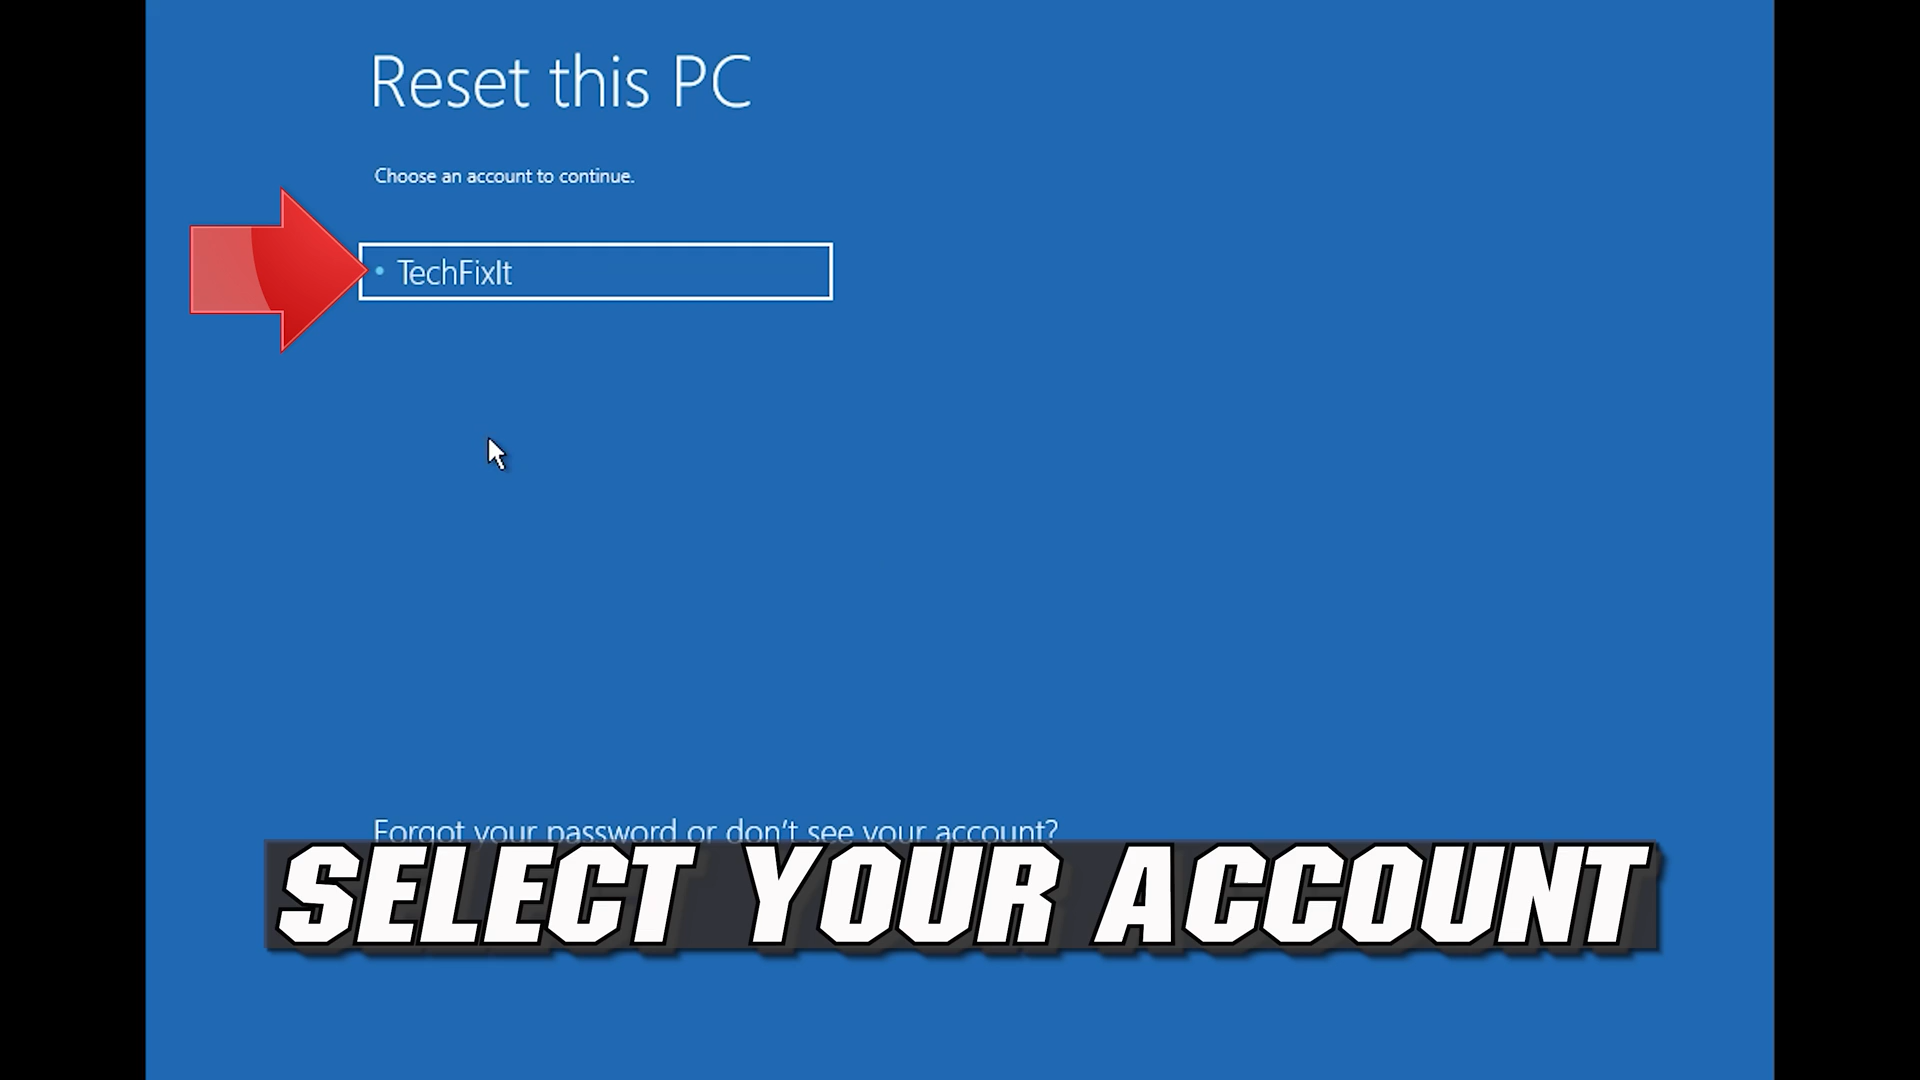 Reset this PC
Choose an account to continue.
TechFixIt
Forgot your password or don't see your account?
SELECT YOUR ACCOUNT